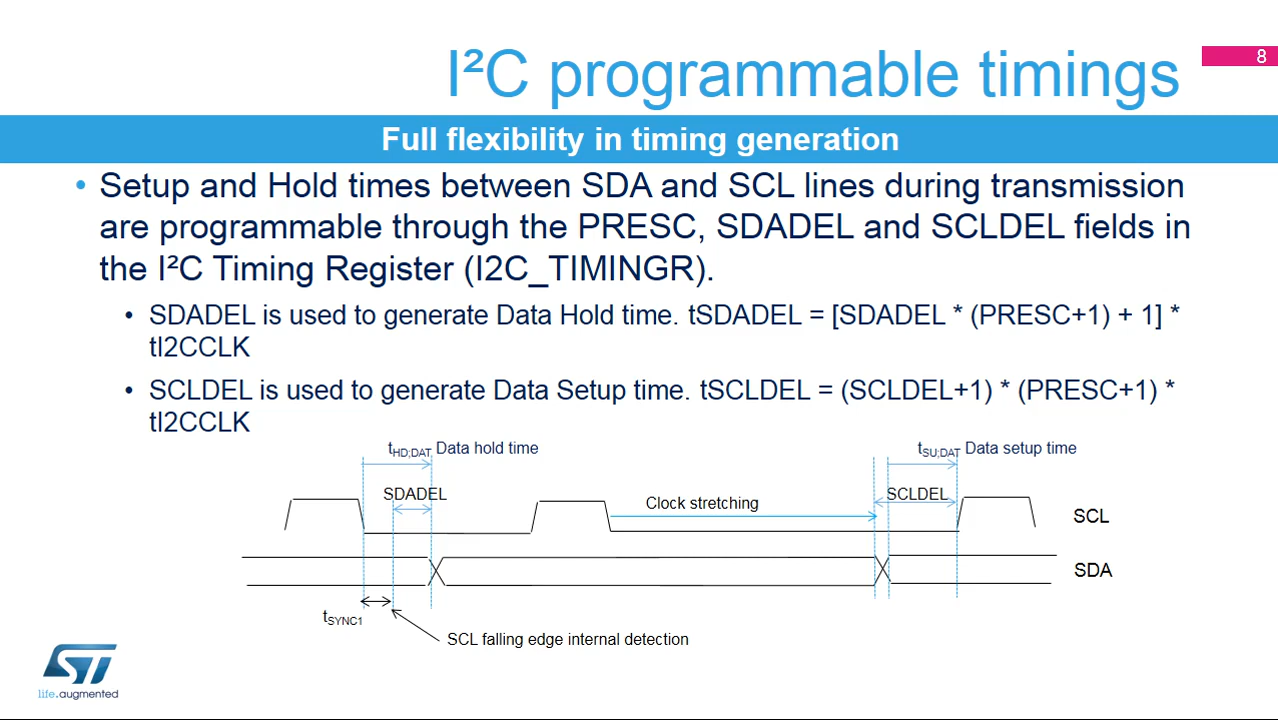 I²C programmable timings
8
Full flexibility in timing generation
• Setup and Hold times between SDA and SCL lines during transmission
are programmable through the PRESC, SDADEL and SCLDEL fields in
the I²C Timing Register (I2C_TIMINGR).
• SDADEL is used to generate Data Hold time. tSDADEL = [SDADEL * (PRESC+1) + 1] *
tI2CCLK
• SCLDEL is used to generate Data Setup time. tSCLDEL = (SCLDEL+1) * (PRESC+1) *
tI2CCLK
tHD;DAT Data hold time
tSU;DAT Data setup time
SDADEL
Clock stretching
SCLDEL
SCL
SDA
tSYNC1
SCL falling edge internal detection
ST
life.augmented